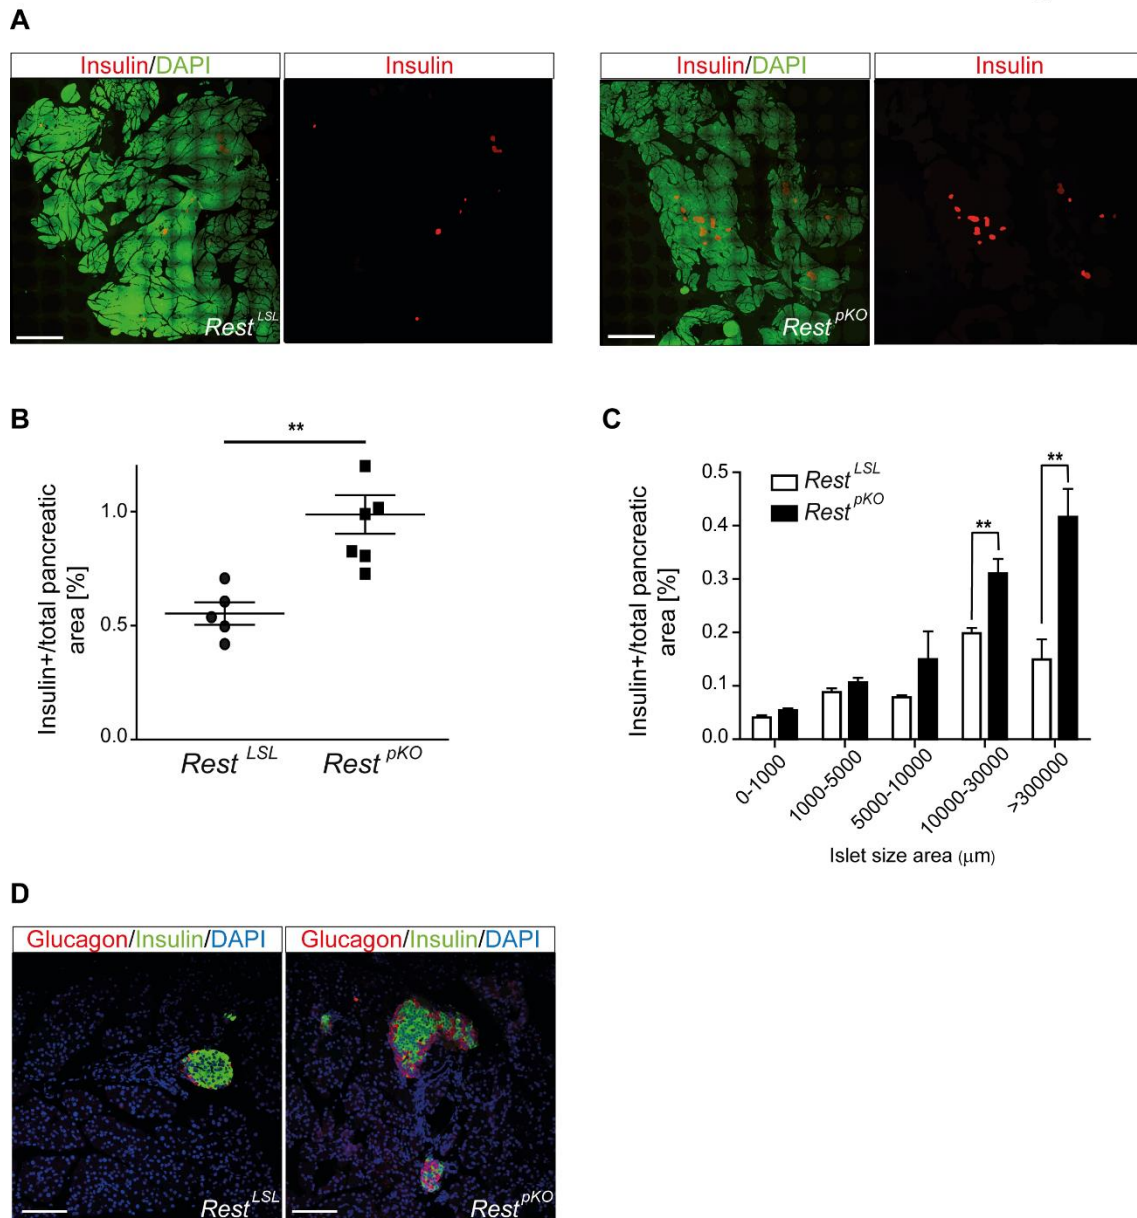 A
Insulin/DAPI
Insulin
Insulin/DAPI
Insulin
Rest LSL
Rest pKO
B
**
Insulin+/total pancreatic
area [%]
1.0
0.5
0.0
Rest LSL
Rest pKO
C
Insulin+/total pancreatic
area [%]
0.5
0.4
0.3
0.2
0.1
0.0
Rest LSL
Rest pKO
**
**
0-1000
1000-5000
5000-10000
10000-30000
>300000
Islet size area (μm)
D
Glucagon/Insulin/DAPI
Glucagon/Insulin/DAPI
Rest LSL
Rest pKO